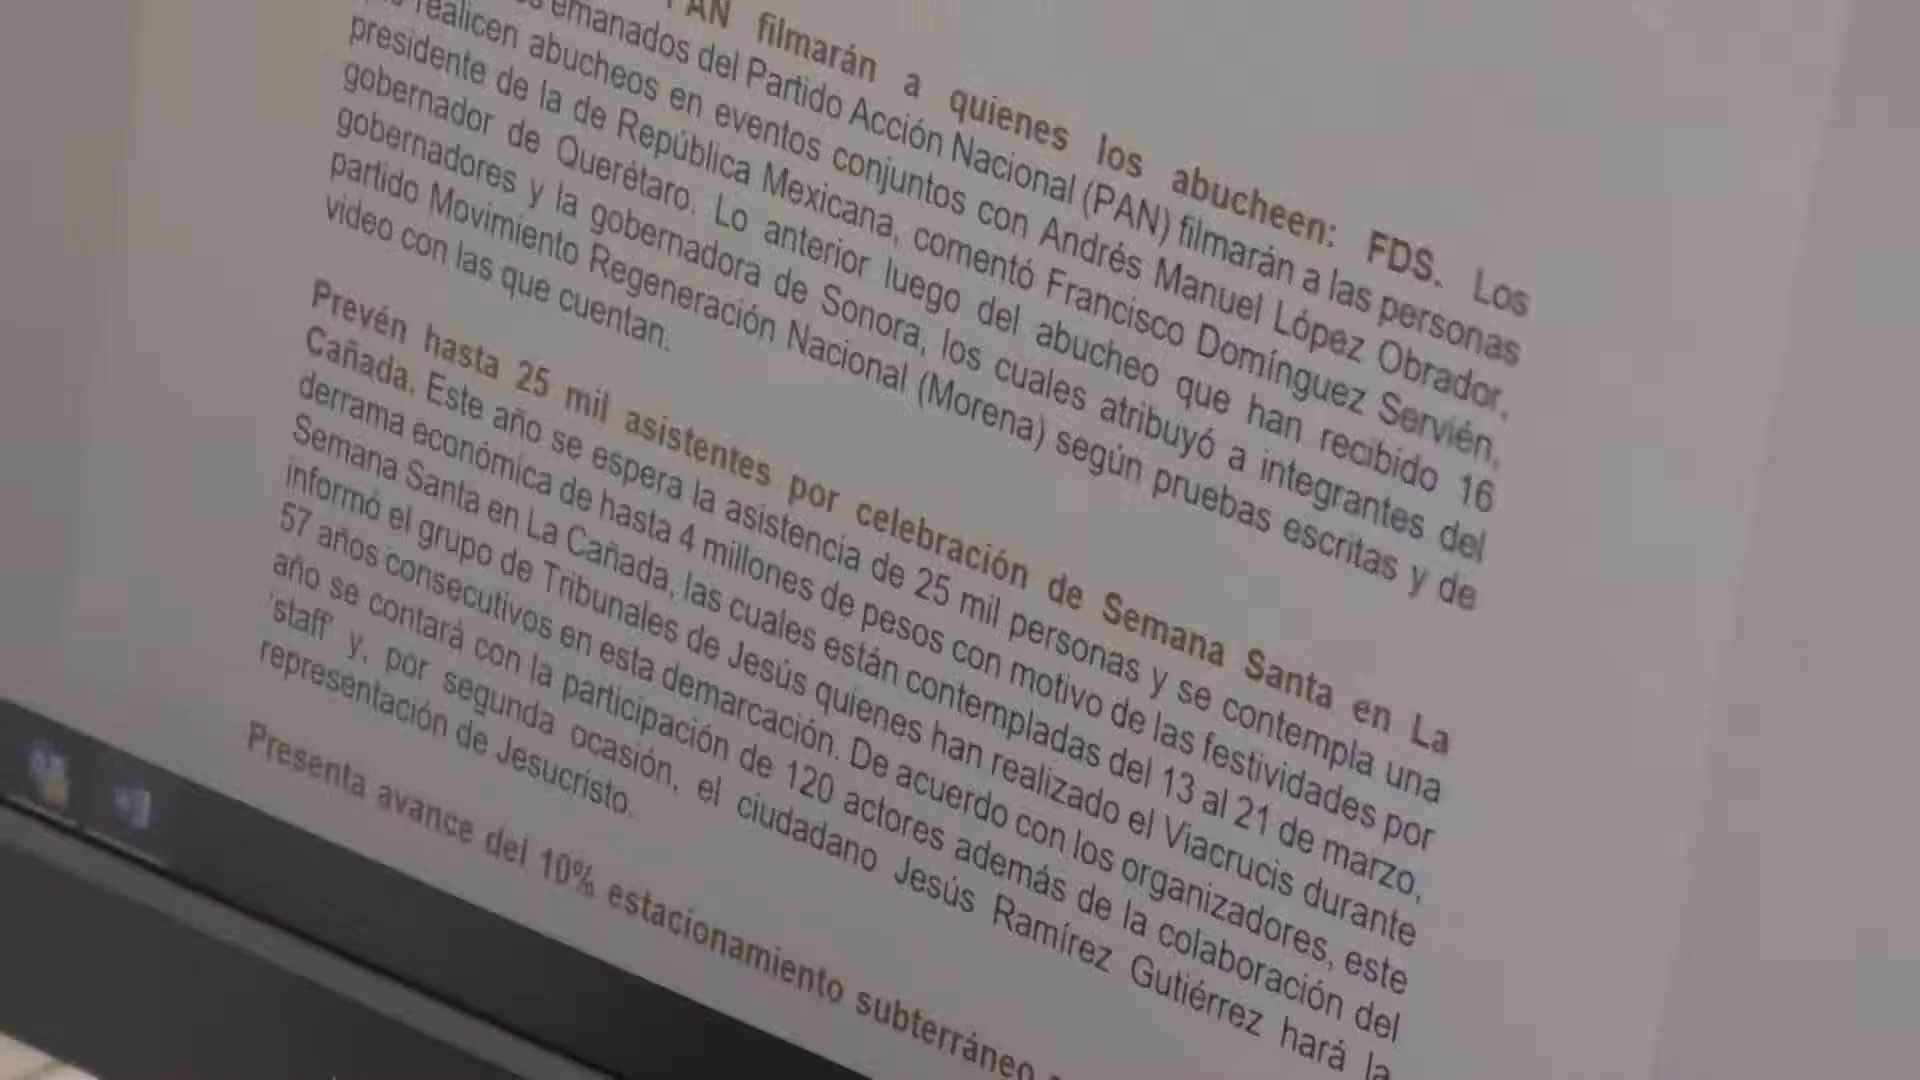 PAN filmarán a quienes los abucheen: FDS. Los
emanados del Partido Acción Nacional (PAN) filmarán a las personas
realicen abucheos en eventos conjuntos con Andrés Manuel López Obrador,
presidente de la de República Mexicana, comentó Francisco Domínguez Servién,
gobernador de Querétaro. Lo anterior luego del abucheo que han recibido 16
gobernadores y la gobernadora de Sonora, los cuales atribuyó a integrantes del
partido Movimiento Regeneración Nacional (Morena) según pruebas escritas y de
video con las que cuentan.
Prevén hasta 25 mil asistentes por celebración de Semana Santa en La
Cañada. Este año se espera la asistencia de 25 mil personas y se contempla una
derrama económica de hasta 4 millones de pesos con motivo de las festividades por
Semana Santa en La Cañada, las cuales están contempladas del 13 al 21 de marzo,
informó el grupo de Tribunales de Jesús quienes han realizado el Viacrucis durante
57 años consecutivos en esta demarcación. De acuerdo con los organizadores, este
año se contará con la participación de 120 actores además de la colaboración del
'staff' y, por segunda ocasión, el ciudadano Jesús Ramírez Gutiérrez hará la
representación de Jesucristo.
Presenta avance del 10% estacionamiento subterráneo